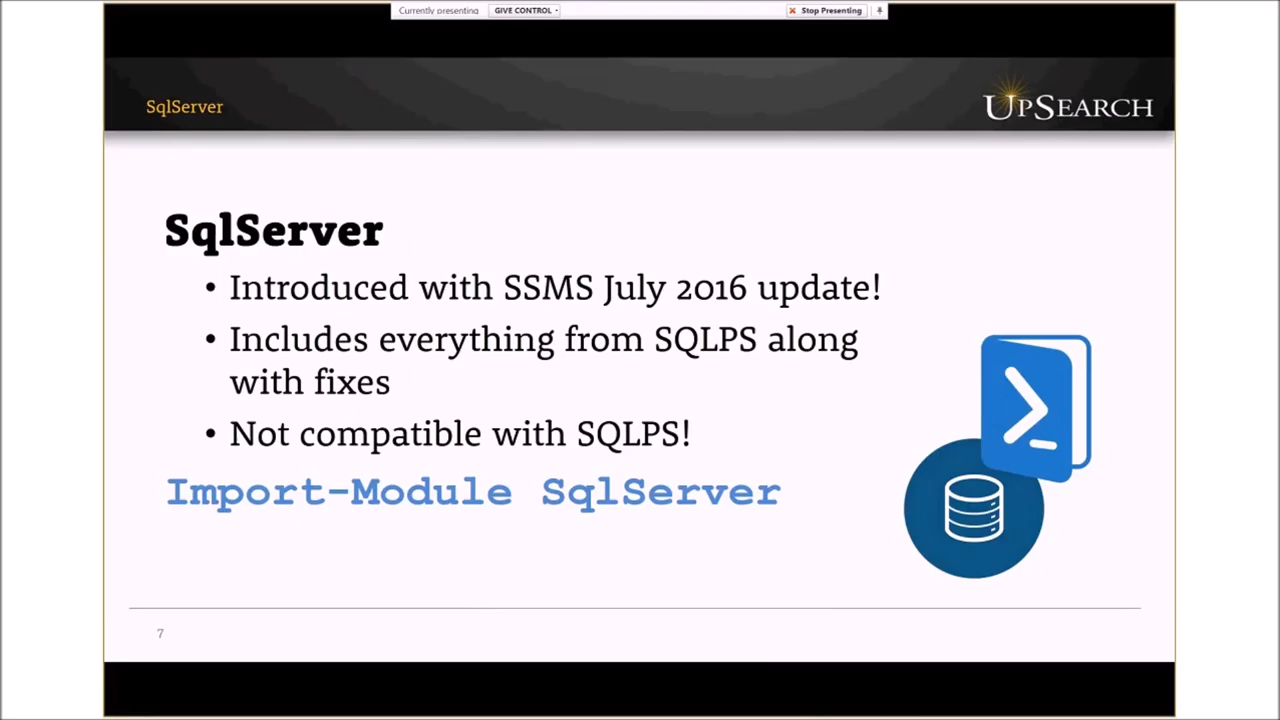 Currently presenting GIVE CONTROL Stop Presenting
SqlServer
UPSEARCH
SqlServer
• Introduced with SSMS July 2016 update!
• Includes everything from SQLPS along
with fixes
• Not compatible with SQLPS!
Import-Module SqlServer
7